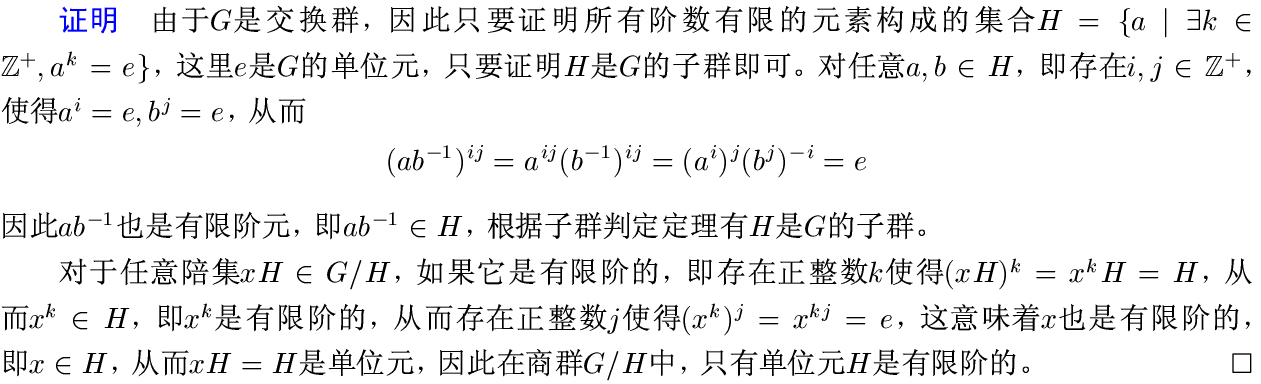 证明 由于G是交换群，因此只要证明所有阶数有限的元素构成的集合H = {a | ∃k ∈
ℤ⁺, aᵏ = e}，这里e是G的单位元，只要证明H是G的子群即可。对任意a, b ∈ H，即存在i, j ∈ ℤ⁺，
使得aⁱ = e, bʲ = e，从而
(ab⁻¹)ⁱʲ = aⁱʲ(b⁻¹)ⁱʲ = (aⁱ)ʲ(bʲ)⁻ⁱ = e
因此ab⁻¹也是有限阶元，即ab⁻¹ ∈ H，根据子群判定定理有H是G的子群。
对于任意陪集xH ∈ G/H，如果它是有限阶的，即存在正整数k使得(xH)ᵏ = xᵏH = H，从
而xᵏ ∈ H，即xᵏ是有限阶的，从而存在正整数j使得(xᵏ)ʲ = xᵏʲ = e，这意味着x也是有限阶的，
即x ∈ H，从而xH = H是单位元，因此在商群G/H中，只有单位元H是有限阶的。 □